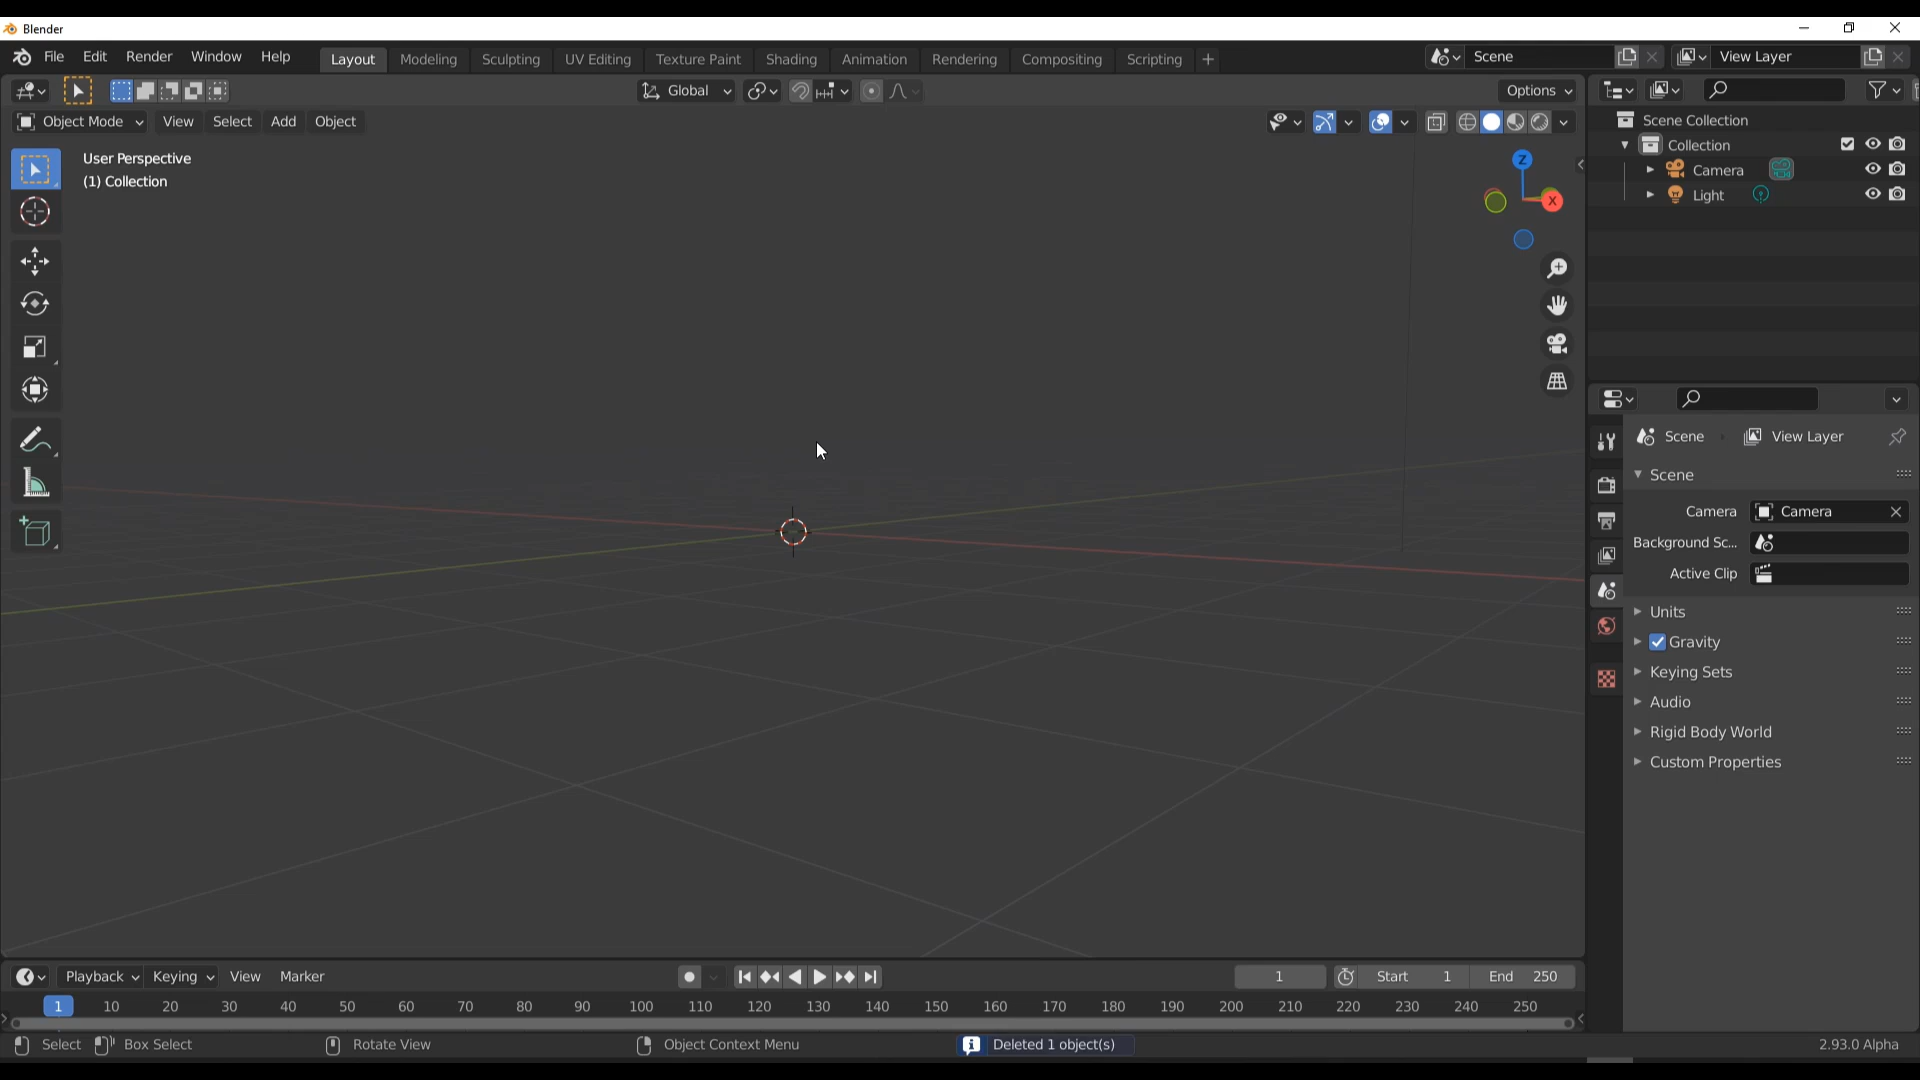 Blender
File Edit Render Window Help Layout Modeling Sculpting UV Editing Texture Paint Shading Animation Rendering Compositing Scripting + Scene View Layer
Global Options
Object Mode View Select Add Object
User Perspective
(1) Collection
Z
X
Scene Collection
Collection
Camera
Light
Scene View Layer
Scene
Camera Camera
Background Sc...
Active Clip
Units
Gravity
Keying Sets
Audio
Rigid Body World
Custom Properties
Playback Keying View Marker 1 Start 1 End 250
1 10 20 30 40 50 60 70 80 90 100 110 120 130 140 150 160 170 180 190 200 210 220 230 240 250
Select Box Select Rotate View Object Context Menu Deleted 1 object(s) 2.93.0 Alpha